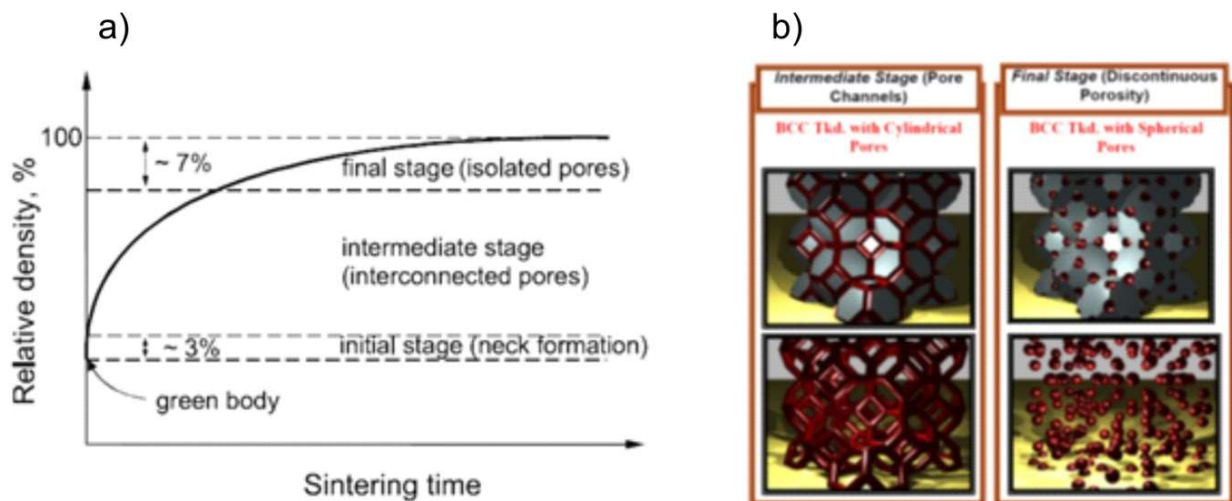 a)
100
~ 7%
final stage (isolated pores)
intermediate stage
(interconnected pores)
~ 3%
initial stage (neck formation)
green body
Relative density, %
Sintering time
b)
Intermediate Stage (Pore
Channels)
BCC Tkd. with Cylindrical
Pores
Final Stage (Discontinuous
Porosity)
BCC Tkd. with Spherical
Pores